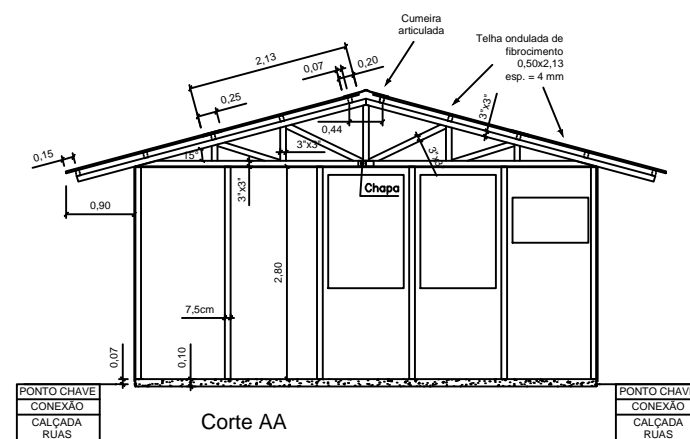 Cumeira
articulada
Telha ondulada de
fibrocimento
0,50x2,13
esp. = 4 mm
2,13
0,07
0,20
0,25
0,44
3"x3"
0,15
15°
3"x3"
3"x3"
3"x3"
Chapa
0,90
2,80
7,5cm
0,07
0,10
PONTO CHAVE
CONEXÃO
CALÇADA
RUAS
Corte AA
PONTO CHAVE
CONEXÃO
CALÇADA
RUAS